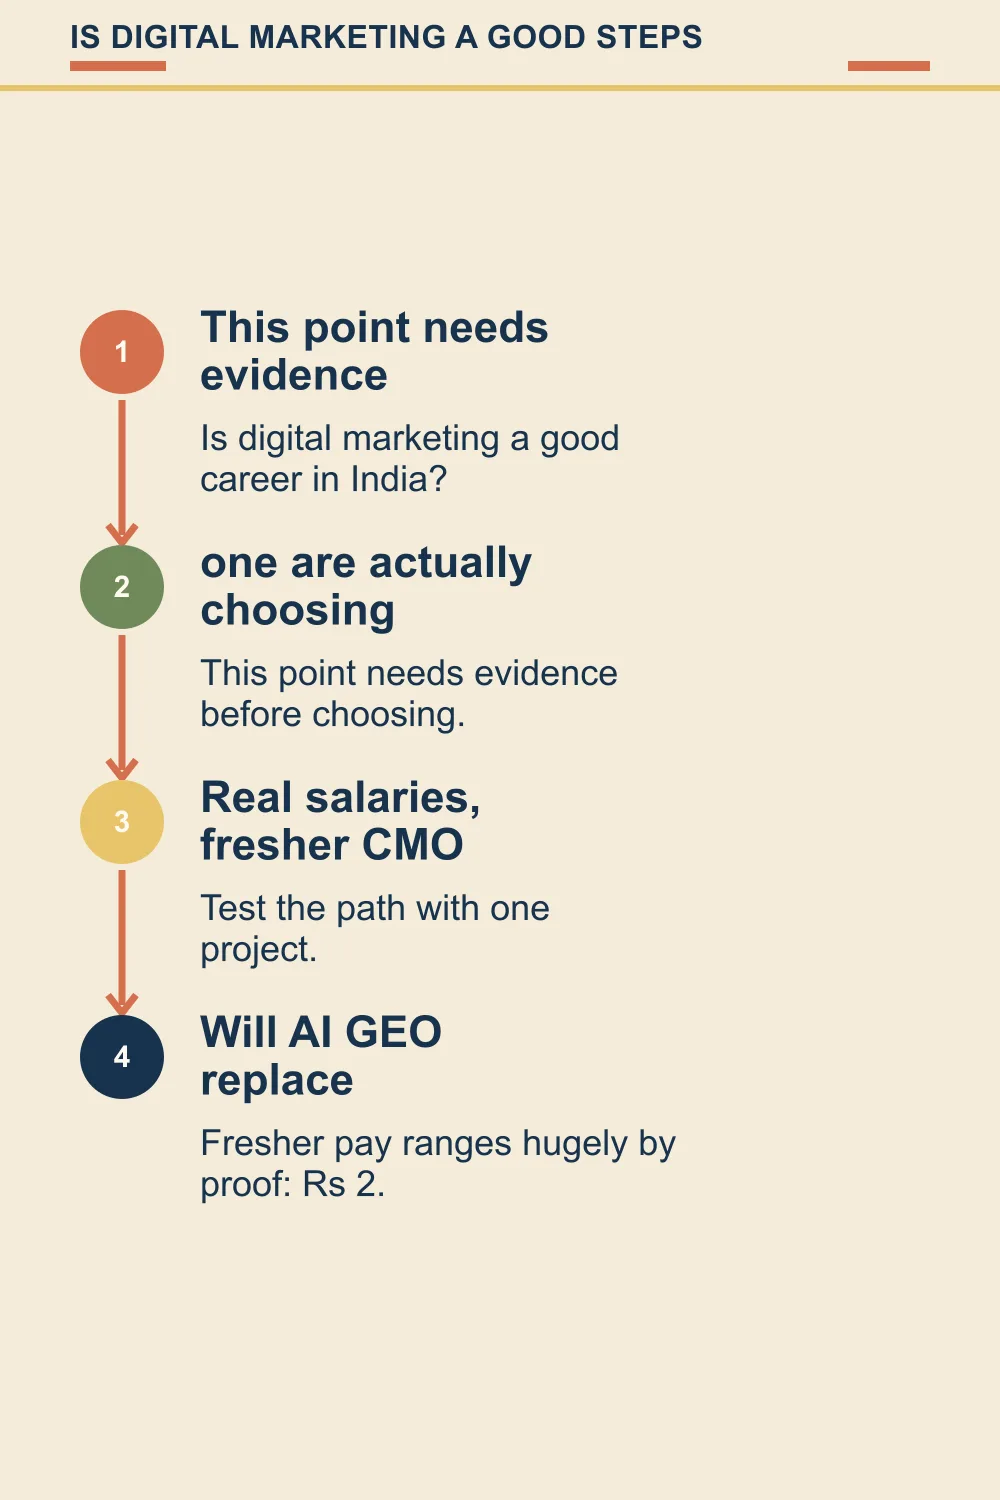 IS DIGITAL MARKETING A GOOD STEPS
1
This point needs
evidence
Is digital marketing a good
career in India?
2
one are actually
choosing
This point needs evidence
before choosing.
3
Real salaries,
fresher CMO
Test the path with one
project.
4
Will AI GEO
replace
Fresher pay ranges hugely by
proof: Rs 2.